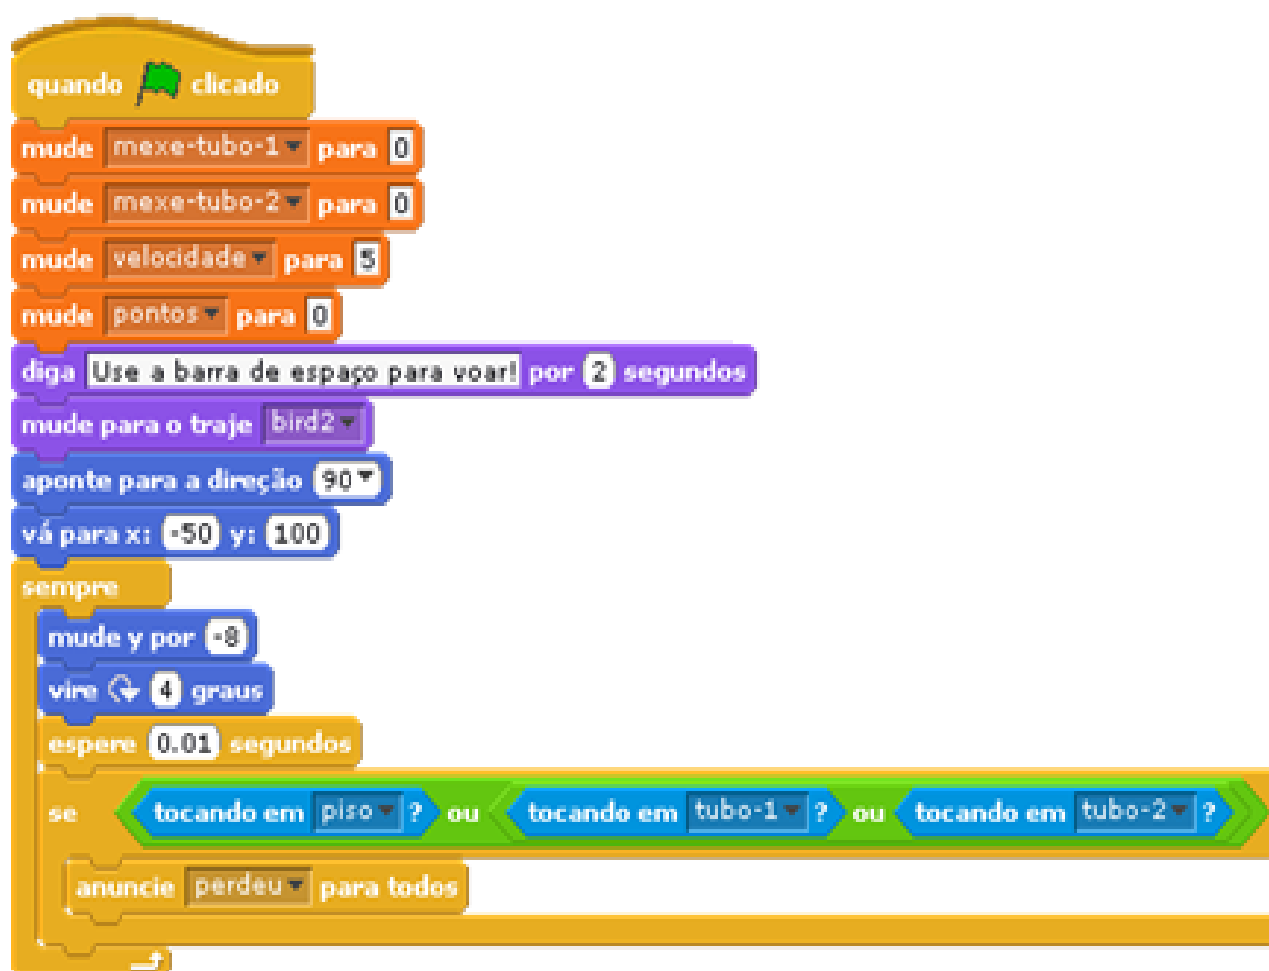 quando clicado
mude mexe-tubo-1 para 0
mude mexe-tubo-2 para 0
mude velocidade para 5
mude pontos para 0
diga Use a barra de espaço para voar! por 2 segundos
mude para o traje bird2
aponte para a direção 90
vá para x: -50 y: 100
sempre
mude y por -8
vire 4 graus
espere 0.01 segundos
se tocando em piso ? ou tocando em tubo-1 ? ou tocando em tubo-2 ?
anuncie perdeu para todos